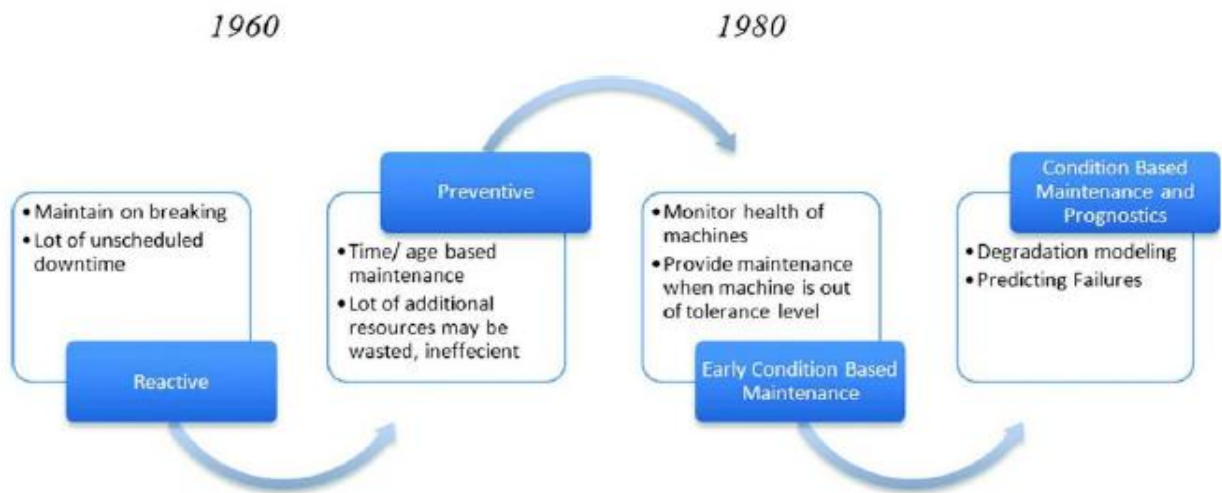 1960
1980
• Maintain on breaking
• Lot of unscheduled
downtime
Reactive
Preventive
• Time/ age based
maintenance
• Lot of additional
resources may be
wasted, ineffecient
• Monitor health of
machines
• Provide maintenance
when machine is out
of tolerance level
Early Condition Based
Maintenance
Condition Based
Maintenance and
Prognostics
• Degradation modeling
• Predicting Failures